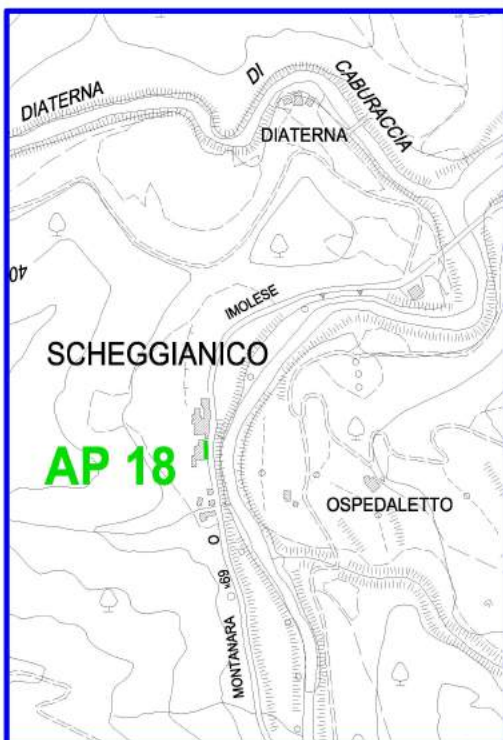 DIATERNA
DI
CABURACCIA
DIATERNA
40
IMOLESE
SCHEGGIANICO
AP 18
OSPEDALETTO
O
69
MONTANARA